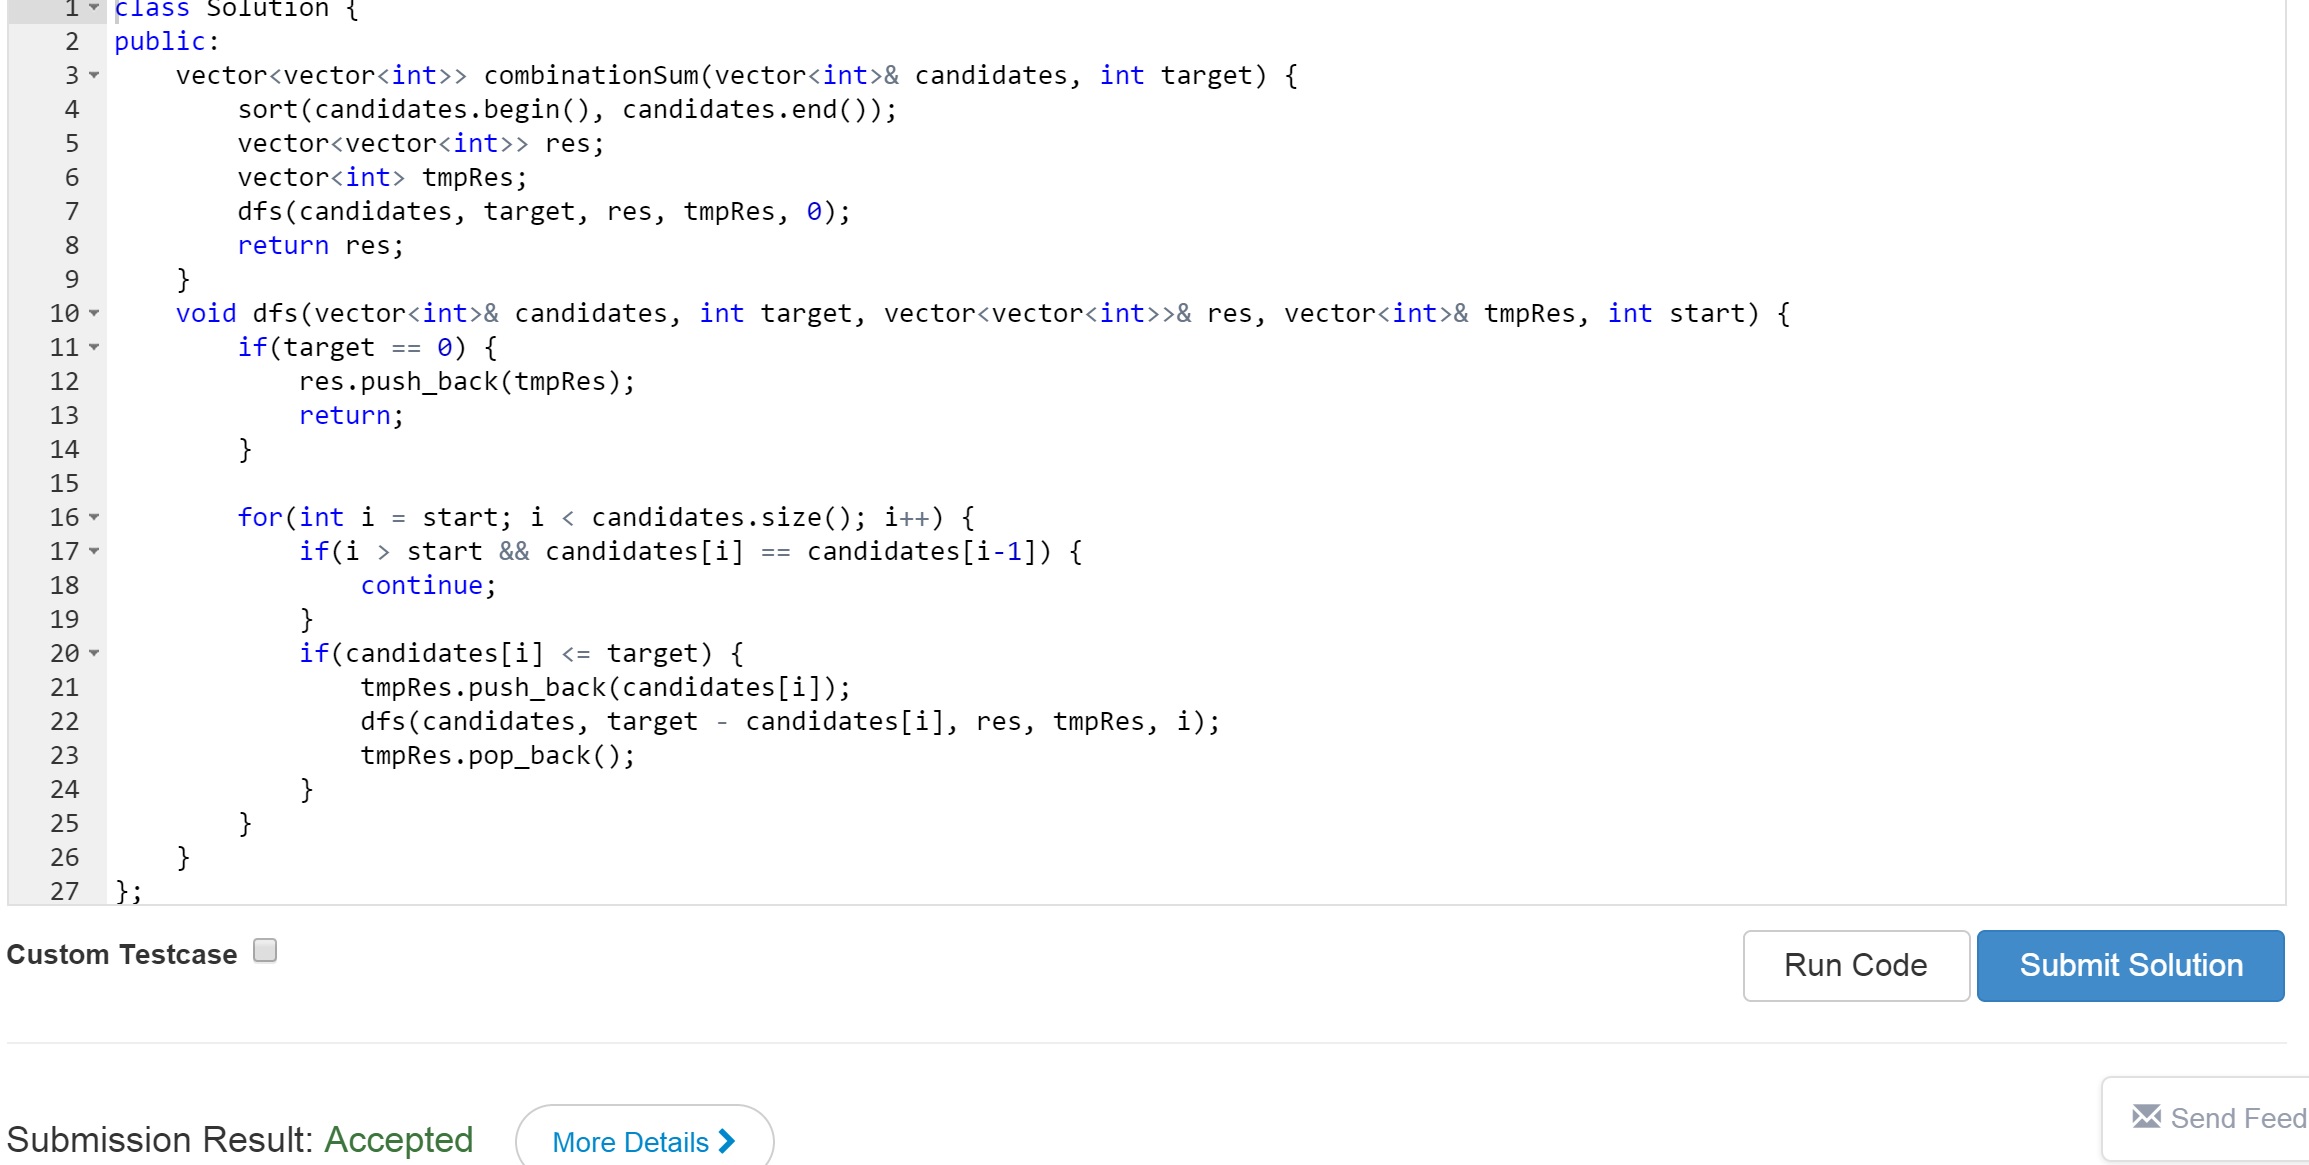 1 class Solution {
2 public:
3     vector<vector<int>> combinationSum(vector<int>& candidates, int target) {
4         sort(candidates.begin(), candidates.end());
5         vector<vector<int>> res;
6         vector<int> tmpRes;
7         dfs(candidates, target, res, tmpRes, 0);
8         return res;
9     }
10     void dfs(vector<int>& candidates, int target, vector<vector<int>>& res, vector<int>& tmpRes, int start) {
11         if(target == 0) {
12             res.push_back(tmpRes);
13             return;
14         }
15
16         for(int i = start; i < candidates.size(); i++) {
17             if(i > start && candidates[i] == candidates[i-1]) {
18                 continue;
19             }
20             if(candidates[i] <= target) {
21                 tmpRes.push_back(candidates[i]);
22                 dfs(candidates, target - candidates[i], res, tmpRes, i);
23                 tmpRes.pop_back();
24             }
25         }
26     }
27 };
Custom Testcase
Run Code
Submit Solution
Submission Result: Accepted
More Details
Send Feed